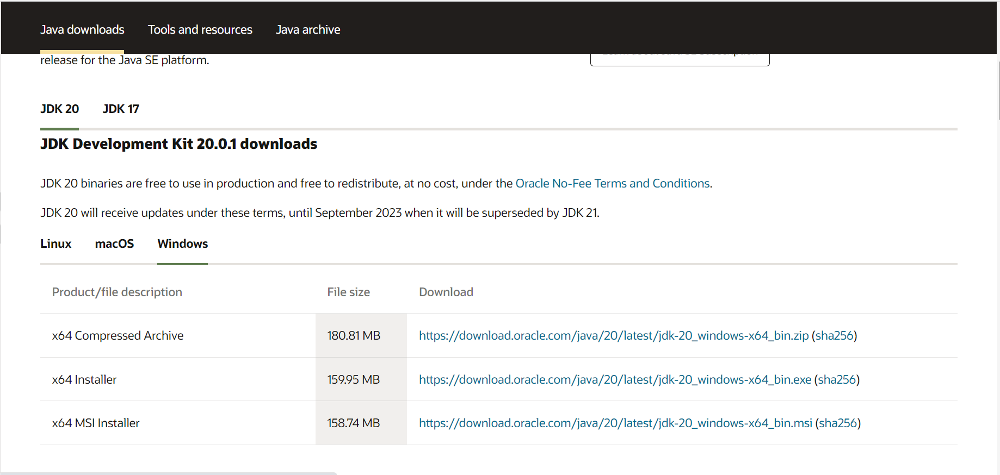 Java downloads Tools and resources Java archive
release for the Java SE platform.
JDK 20 JDK 17
JDK Development Kit 20.0.1 downloads
JDK 20 binaries are free to use in production and free to redistribute, at no cost, under the Oracle No-Fee Terms and Conditions.
JDK 20 will receive updates under these terms, until September 2023 when it will be superseded by JDK 21.
Linux macOS Windows
Product/file description File size Download
x64 Compressed Archive 180.81 MB https://download.oracle.com/java/20/latest/jdk-20_windows-x64_bin.zip (sha256)
x64 Installer 159.95 MB https://download.oracle.com/java/20/latest/jdk-20_windows-x64_bin.exe (sha256)
x64 MSI Installer 158.74 MB https://download.oracle.com/java/20/latest/jdk-20_windows-x64_bin.msi (sha256)